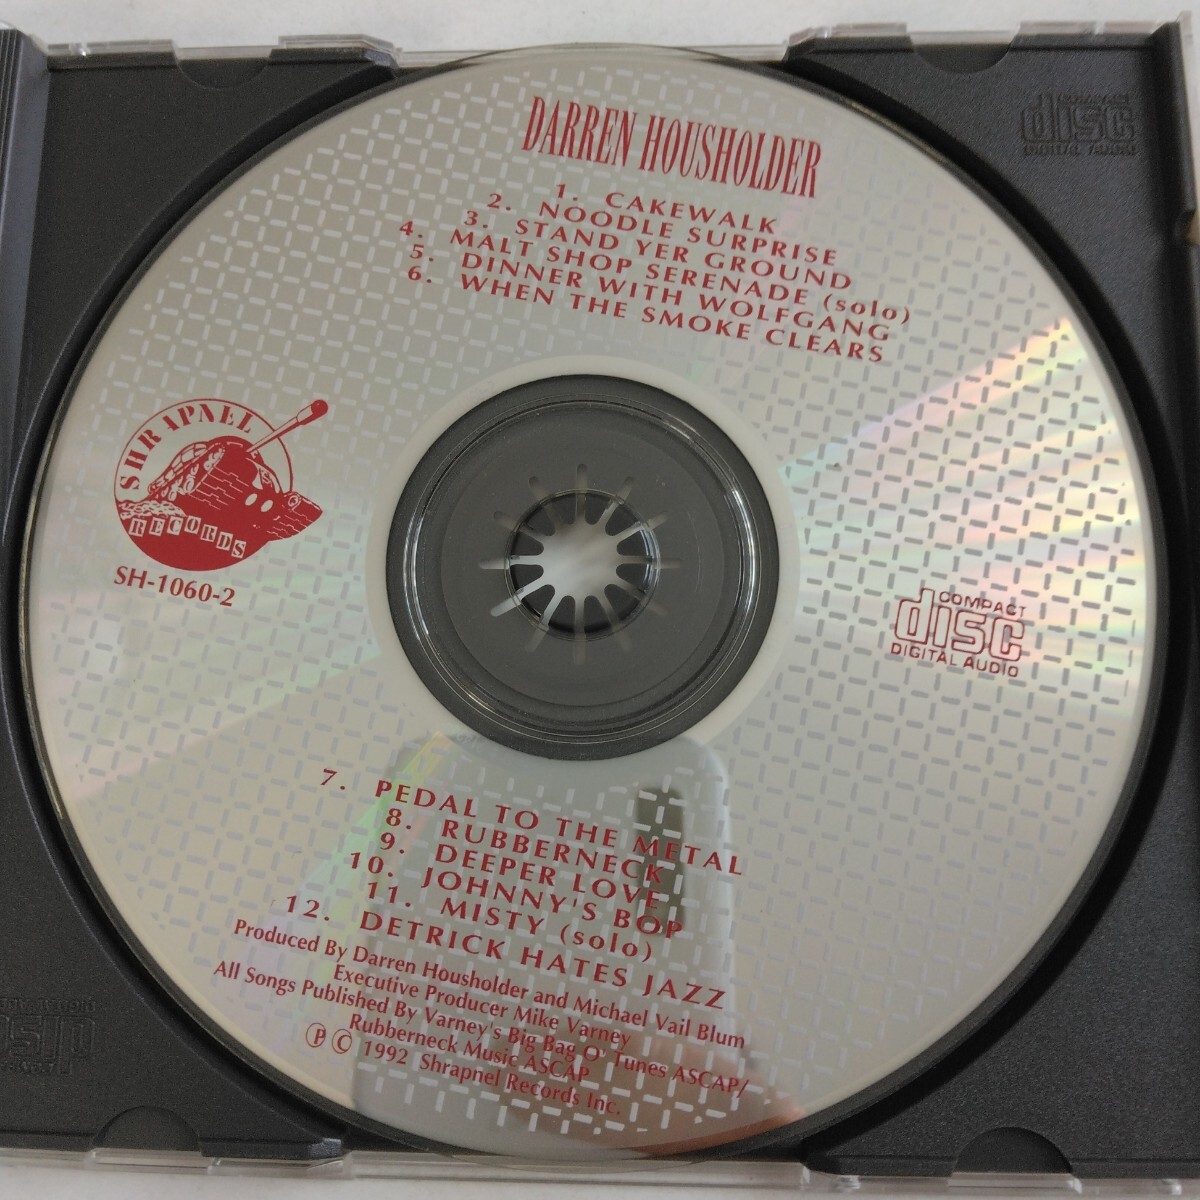 DARREN HOUSHOLDER
1. CAKEWALK
2. NOODLE SURPRISE
3. STAND YER GROUND
4. MALT SHOP SERENADE (solo)
5. DINNER WITH WOLFGANG
6. WHEN THE SMOKE CLEARS
SHRAPNEL
RECORDS
SH-1060-2
COMPACT
disc
DIGITAL AUDIO
7. PEDAL TO THE METAL
8. RUBBERNECK
9. DEEPER LOVE
10. JOHNNY'S BOP
11. MISTY (solo)
12. DETRICK HATES JAZZ
Produced By Darren Housholder and Michael Vail Blum
Executive Producer Mike Varney
All Songs Published By Varney's Big Bag O' Tunes ASCAP/
Rubberneck Music ASCAP
℗ © 1992 Shrapnel Records Inc.
COMPACT
disc
DIGITAL AUDIO
COMPACT
disc
DIGITAL AUDIO